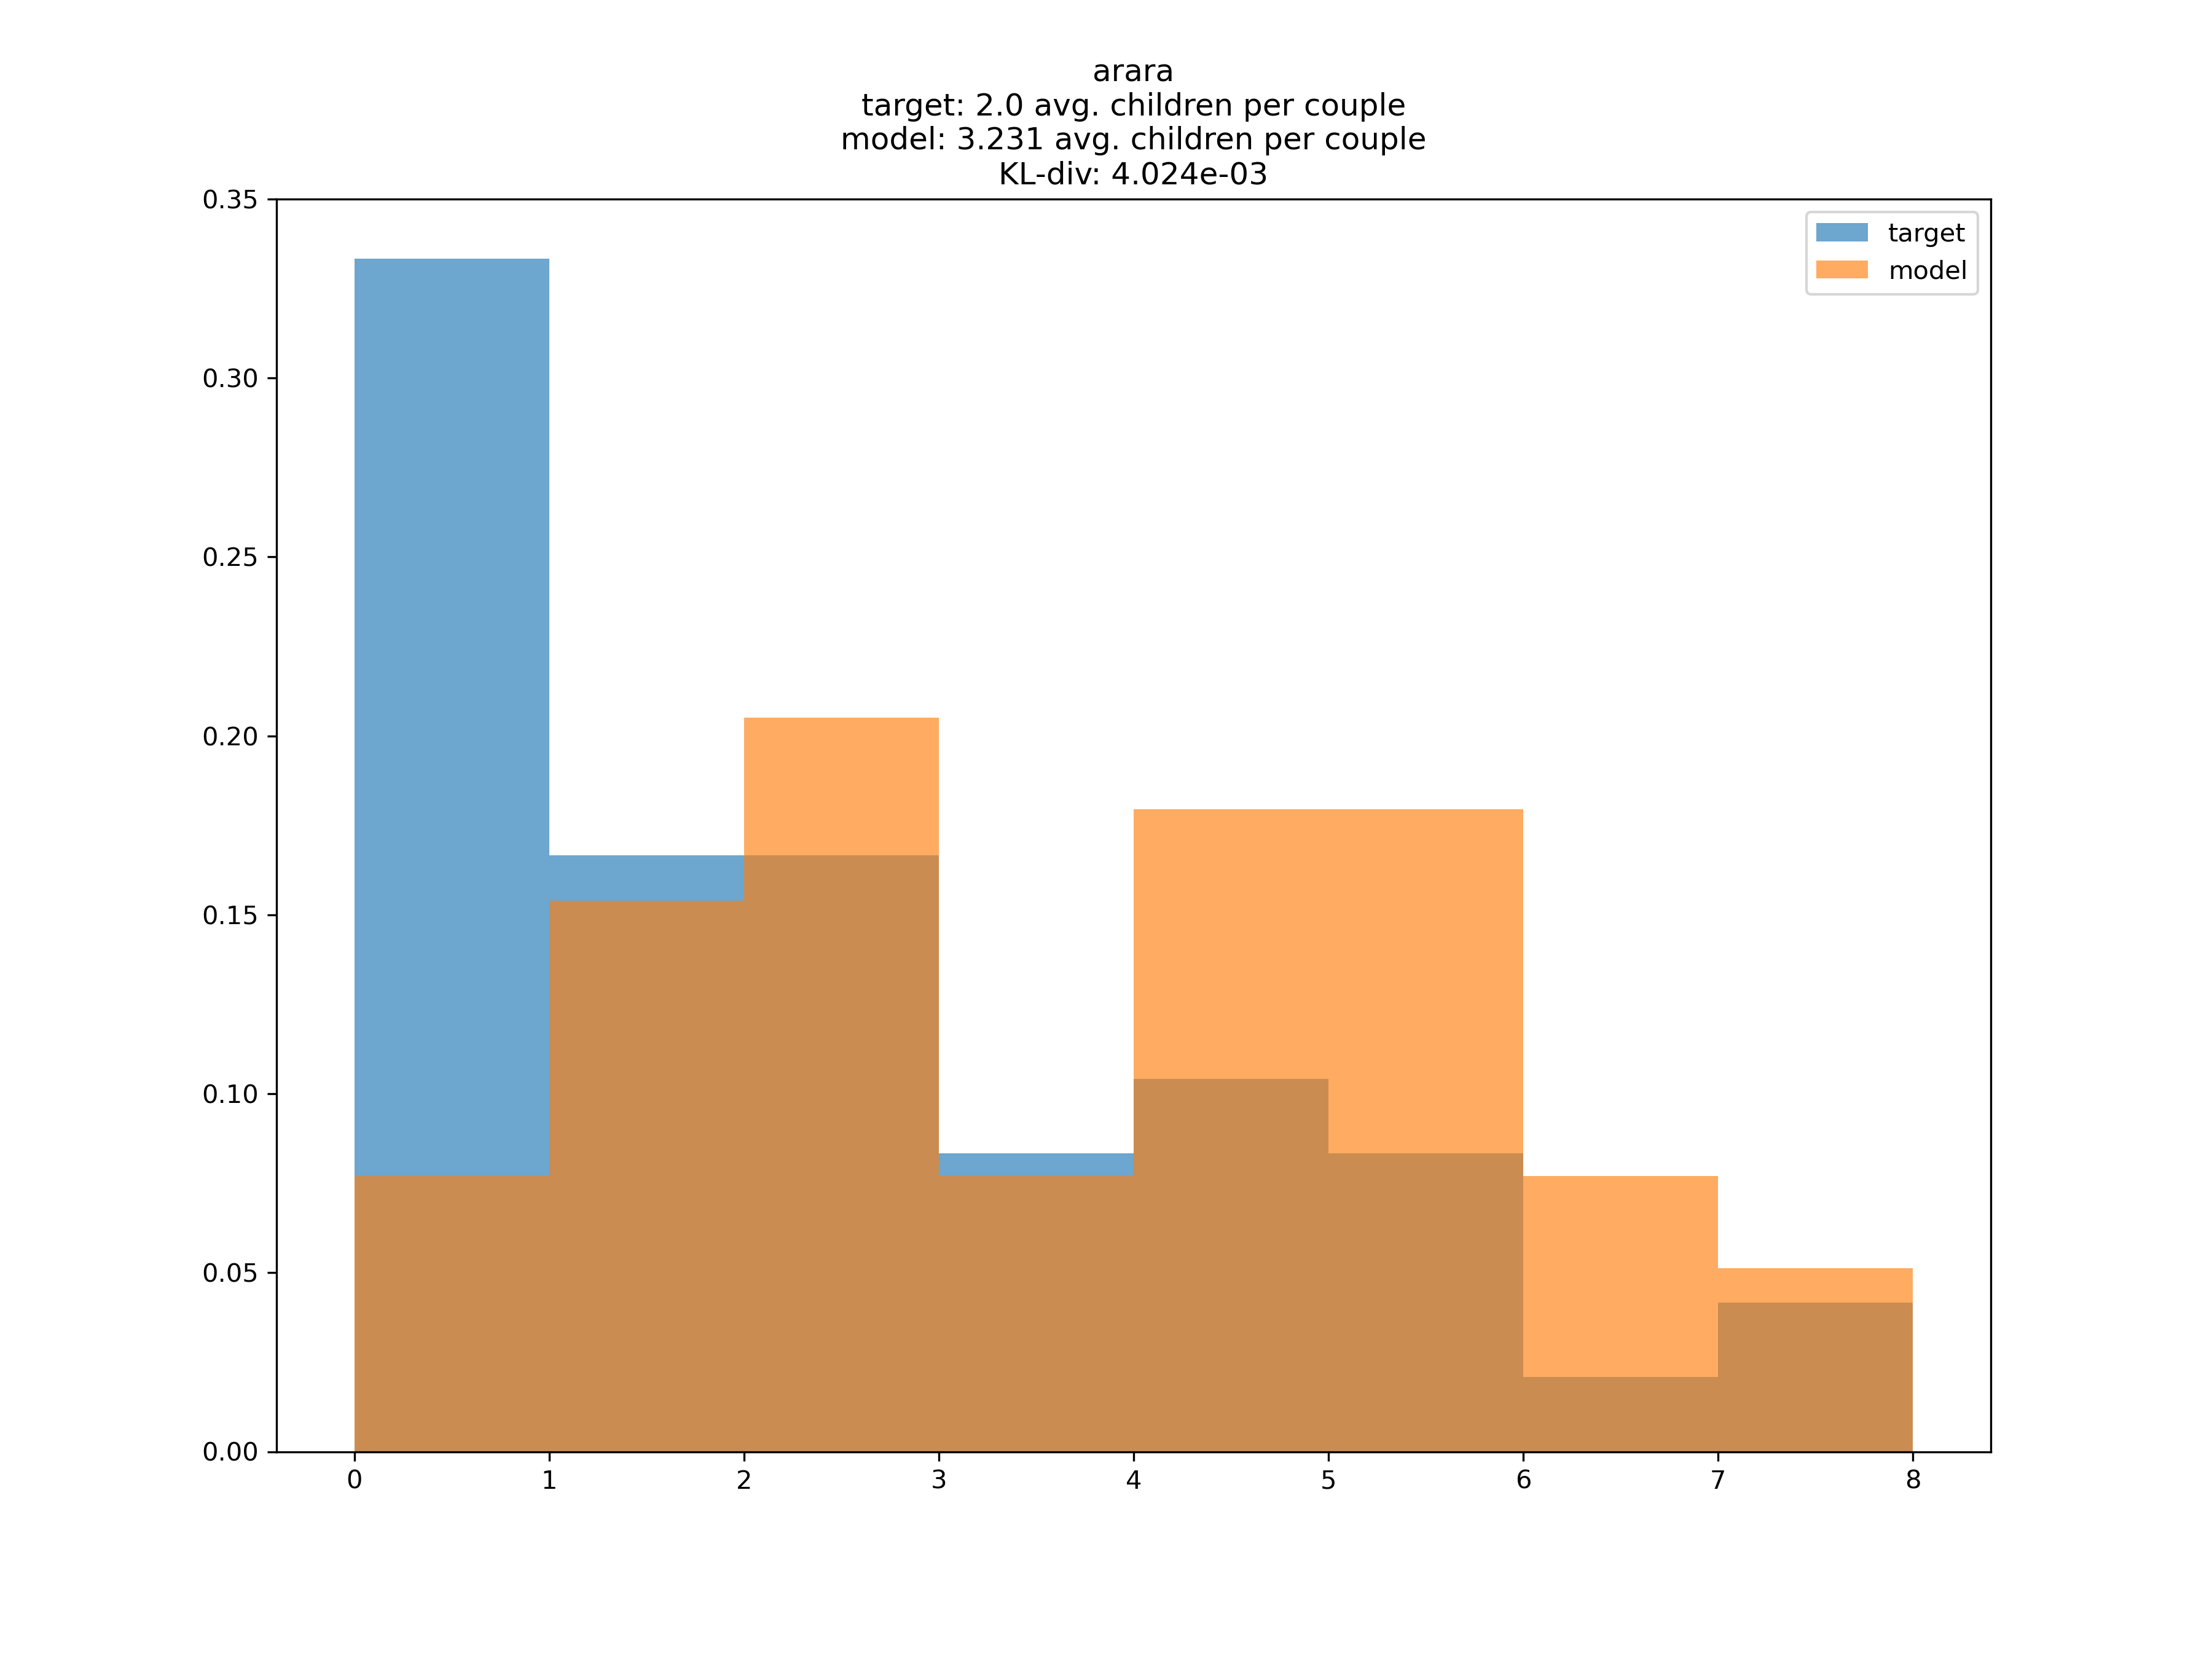 arara
target: 2.0 avg. children per couple
model: 3.231 avg. children per couple
KL-div: 4.024e-03
target
model
0.35
0.30
0.25
0.20
0.15
0.10
0.05
0.00
0 1 2 3 4 5 6 7 8